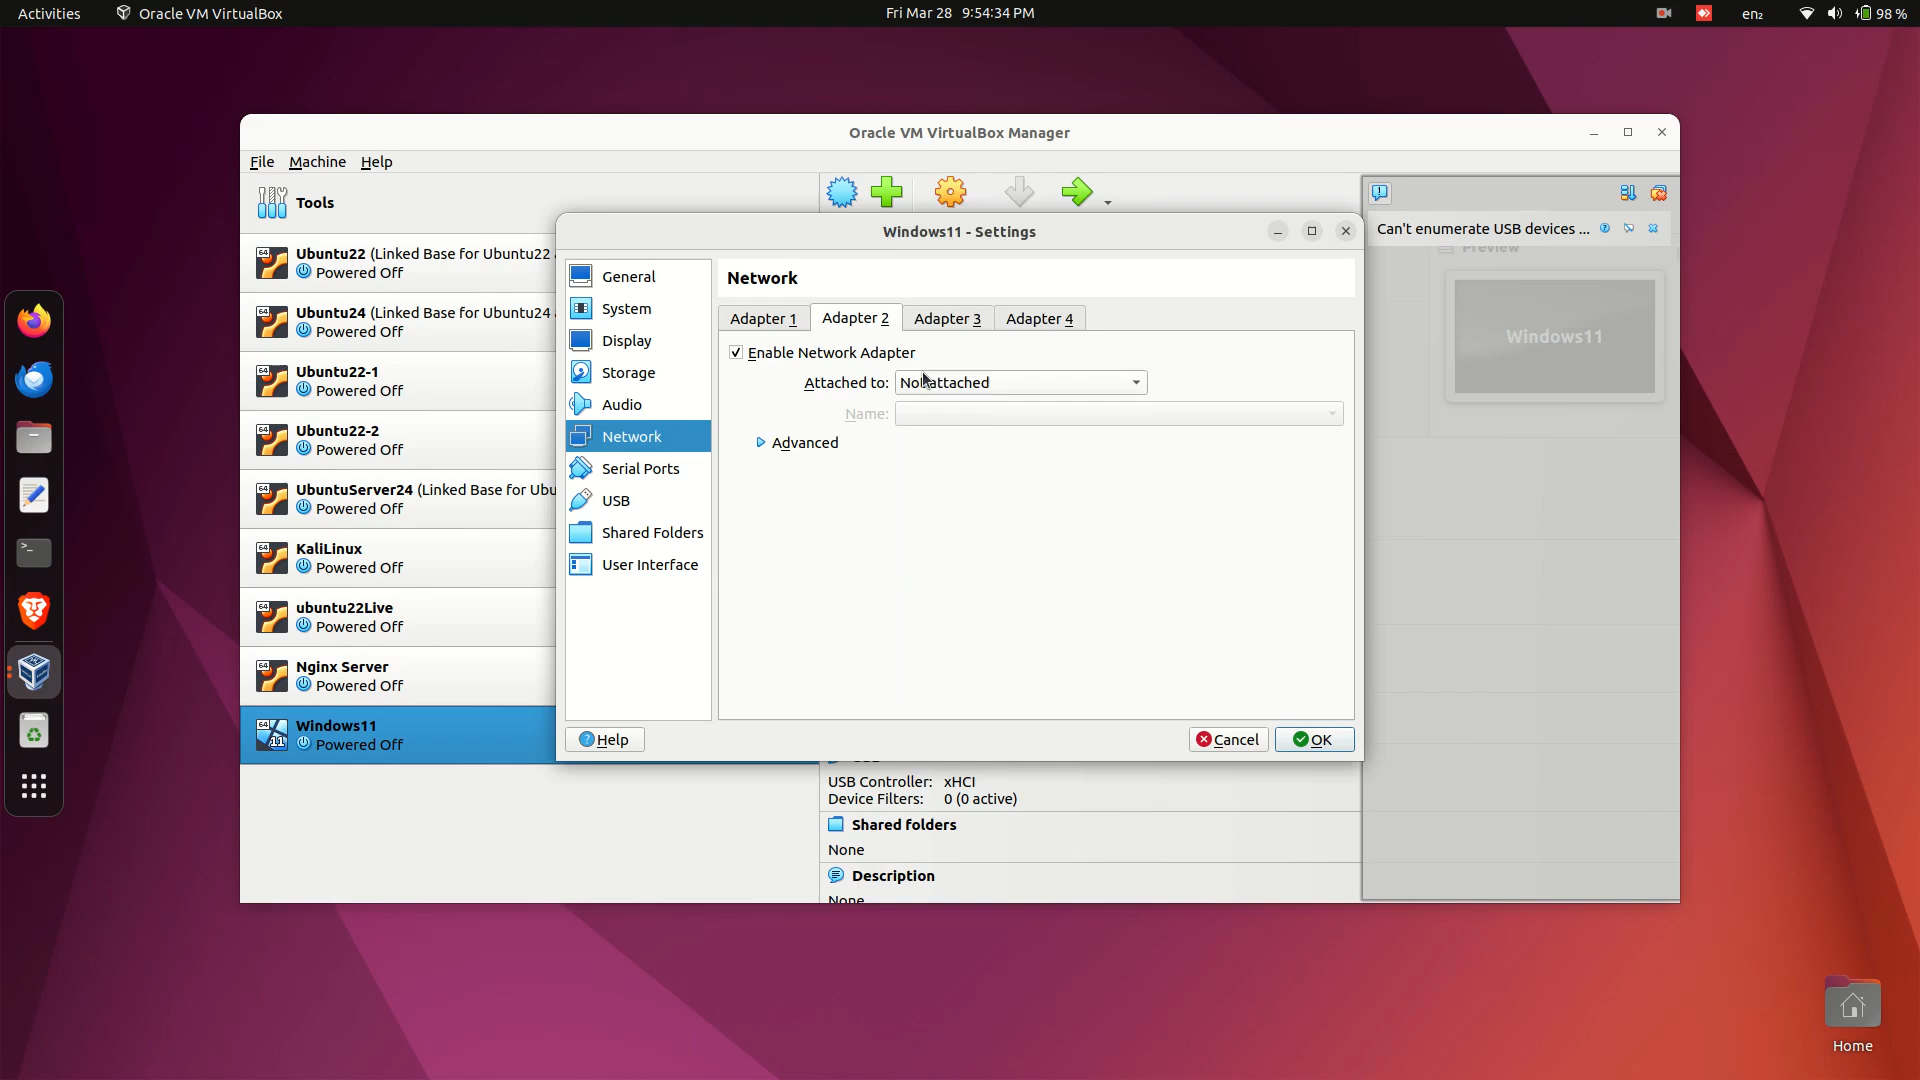 Activities
Oracle VM VirtualBox
Fri Mar 28 9:54:34 PM
en₂
98 %
Oracle VM VirtualBox Manager
File Machine Help
Tools
Ubuntu22 (Linked Base for Ubuntu22
Powered Off
Ubuntu24 (Linked Base for Ubuntu24
Powered Off
Ubuntu22-1
Powered Off
Ubuntu22-2
Powered Off
UbuntuServer24 (Linked Base for Ubu
Powered Off
KaliLinux
Powered Off
ubuntu22Live
Powered Off
Nginx Server
Powered Off
Windows11
Powered Off
Windows11 - Settings
General
System
Display
Storage
Audio
Network
Serial Ports
USB
Shared Folders
User Interface
Network
Adapter 1 Adapter 2 Adapter 3 Adapter 4
Enable Network Adapter
Attached to: Not attached
Name:
Advanced
Help
Cancel
OK
Can't enumerate USB devices ...
Preview
Windows11
USB Controller: xHCI
Device Filters: 0 (0 active)
Shared folders
None
Description
None
Home